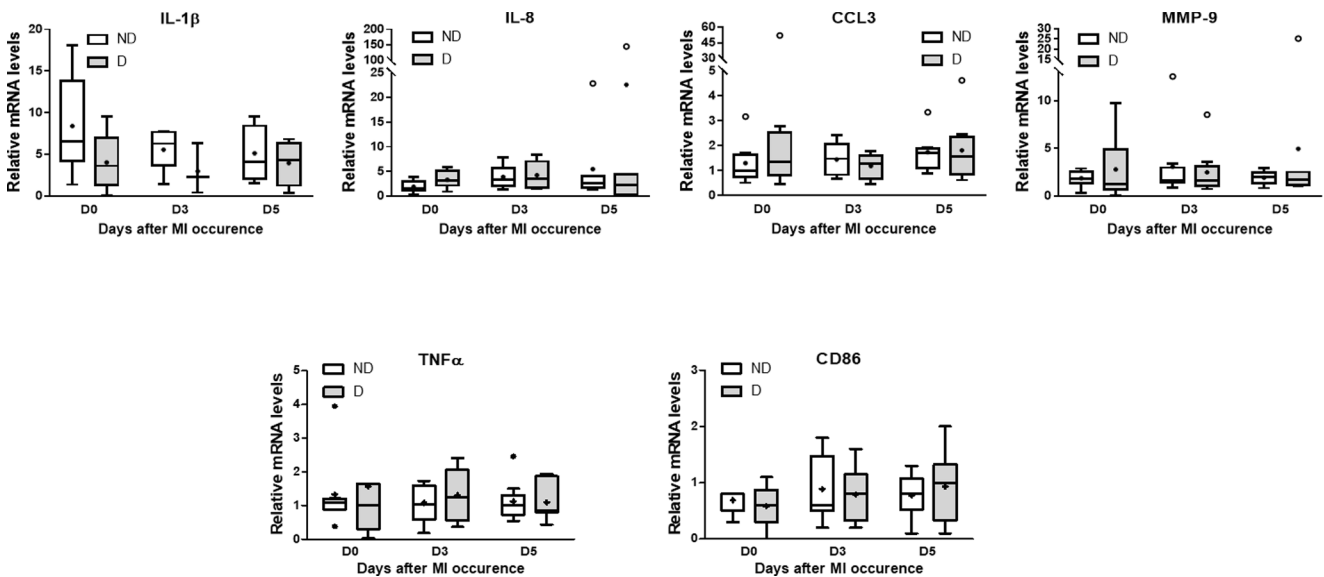 IL-1β
Relative mRNA levels
20
15
10
5
0
ND
D
D0 D3 D5
Days after MI occurence
IL-8
Relative mRNA levels
200
150
100
50
25
20
15
10
5
0
ND
D
D0 D3 D5
Days after MI occurence
CCL3
Relative mRNA levels
60
45
30
5
4
3
2
1
0
ND
D
D0 D3 D5
Days after MI occurence
MMP-9
Relative mRNA levels
30
25
20
15
10
5
0
ND
D
D0 D3 D5
Days after MI occurence
TNFα
Relative mRNA levels
5
4
3
2
1
0
ND
D
D0 D3 D5
Days after MI occurence
CD86
Relative mRNA levels
3
2
1
0
ND
D
D0 D3 D5
Days after MI occurence